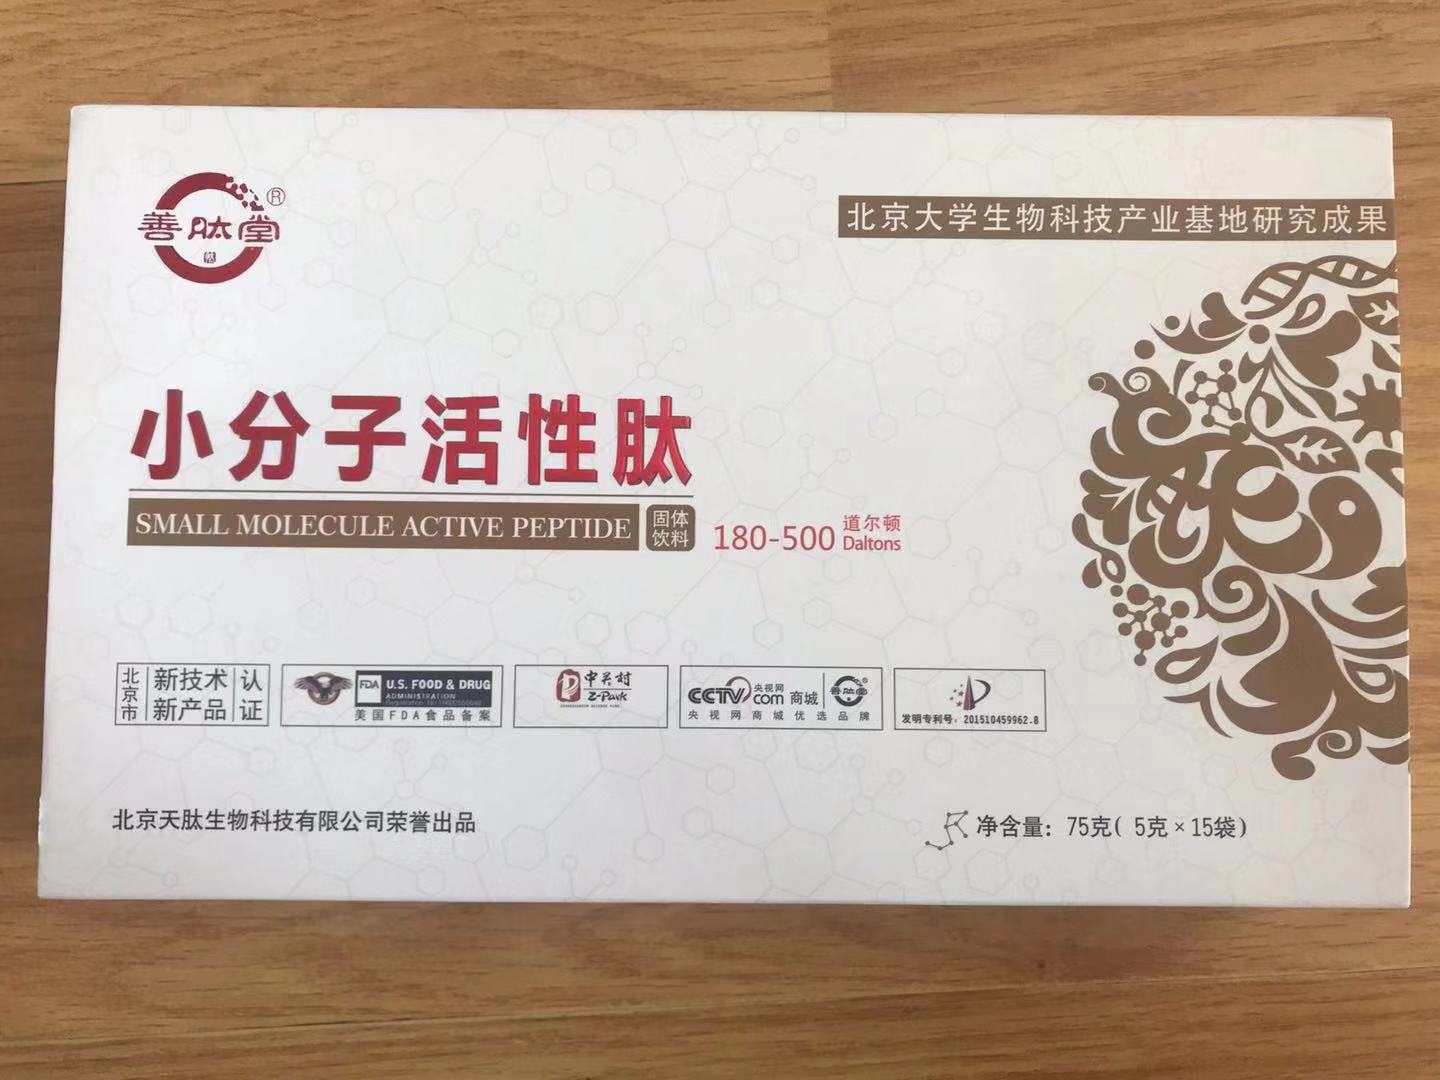 善肽堂®
北京大学生物科技产业基地研究成果
小分子活性肽
SMALL MOLECULE ACTIVE PEPTIDE
固体
饮料
180-500 道尔顿
Daltons
北京市
新技术
新产品
认证
FDA U.S. FOOD & DRUG
ADMINISTRATION
美国FDA食品备案
中关村
Z-Park
CCTV 央视网
com 商城 善肽堂®
央视网商城优选品牌
发明专利号：201510459962.8
北京天肽生物科技有限公司荣誉出品
净含量：75克( 5克×15袋)